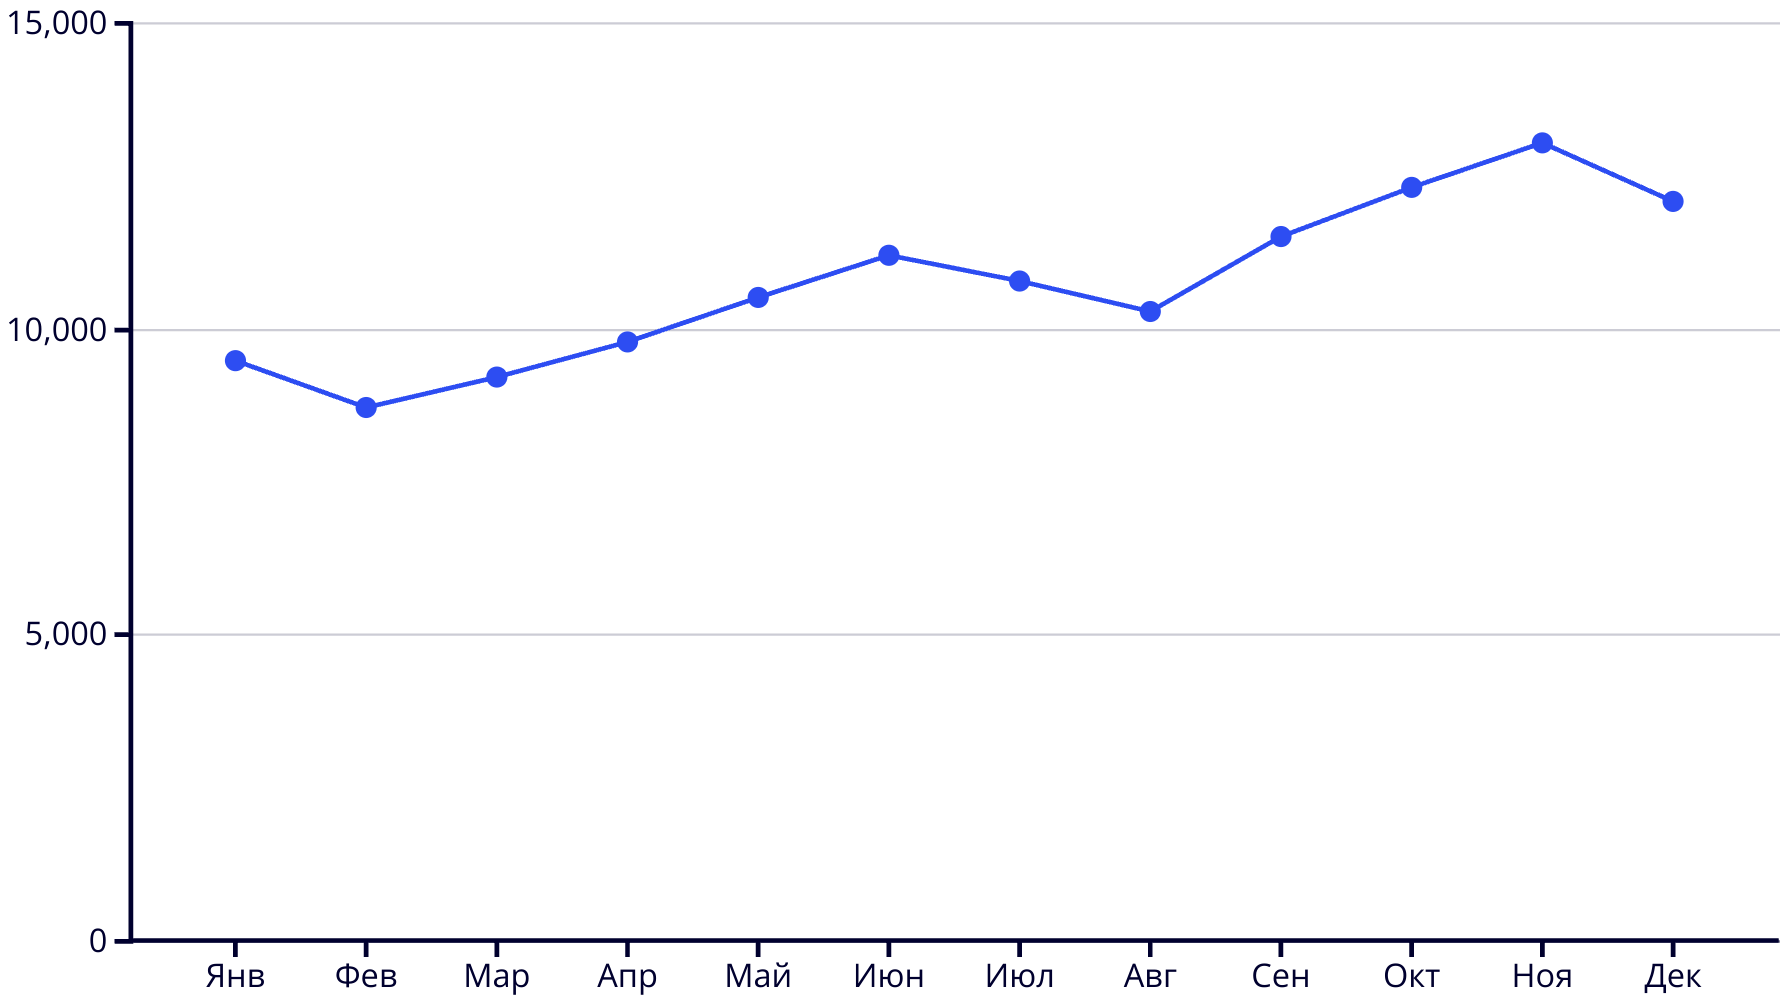 15,000
10,000
5,000
0
Янв Фев Мар Апр Май Июн Июл Авг Сен Окт Ноя Дек